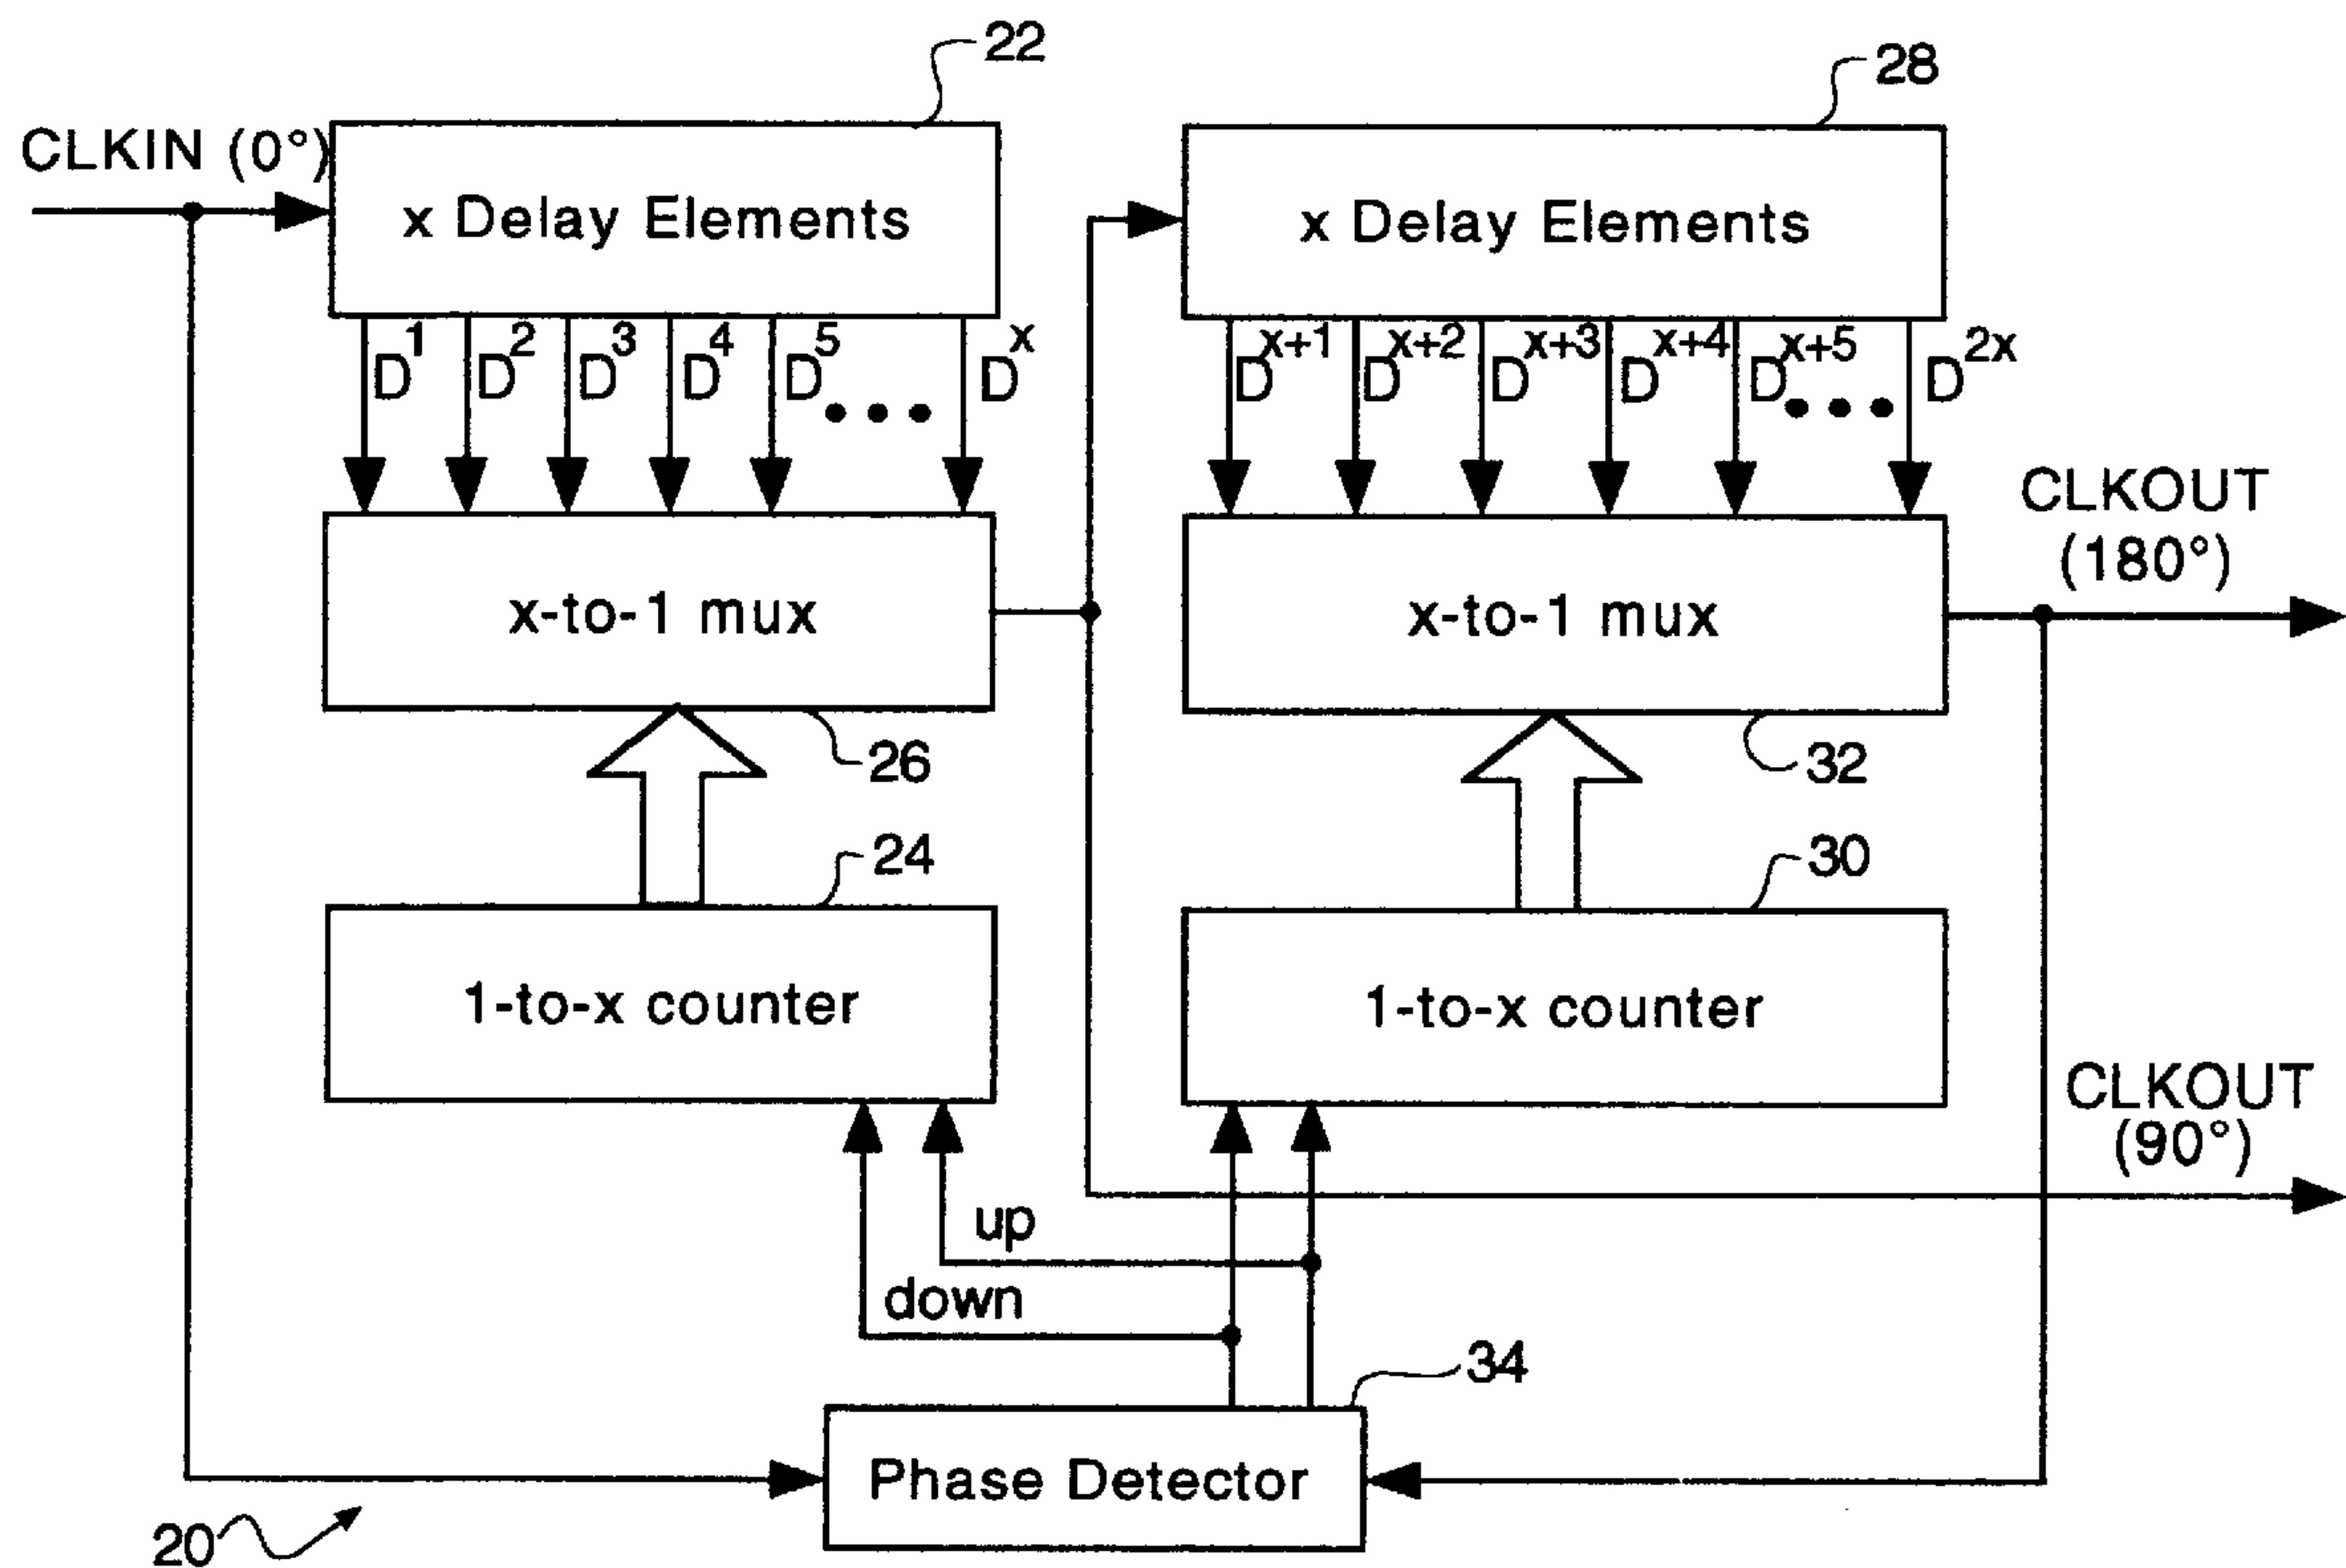 22
28
CLKIN (0°)
x Delay Elements
x Delay Elements
D¹ D² D³ D⁴ D⁵ ••• Dˣ
Dˣ⁺¹ Dˣ⁺² Dˣ⁺³ Dˣ⁺⁴ Dˣ⁺⁵ ••• D²ˣ
CLKOUT
(180°)
x-to-1 mux
x-to-1 mux
26
32
24
30
1-to-x counter
1-to-x counter
CLKOUT
(90°)
up
down
34
Phase Detector
20